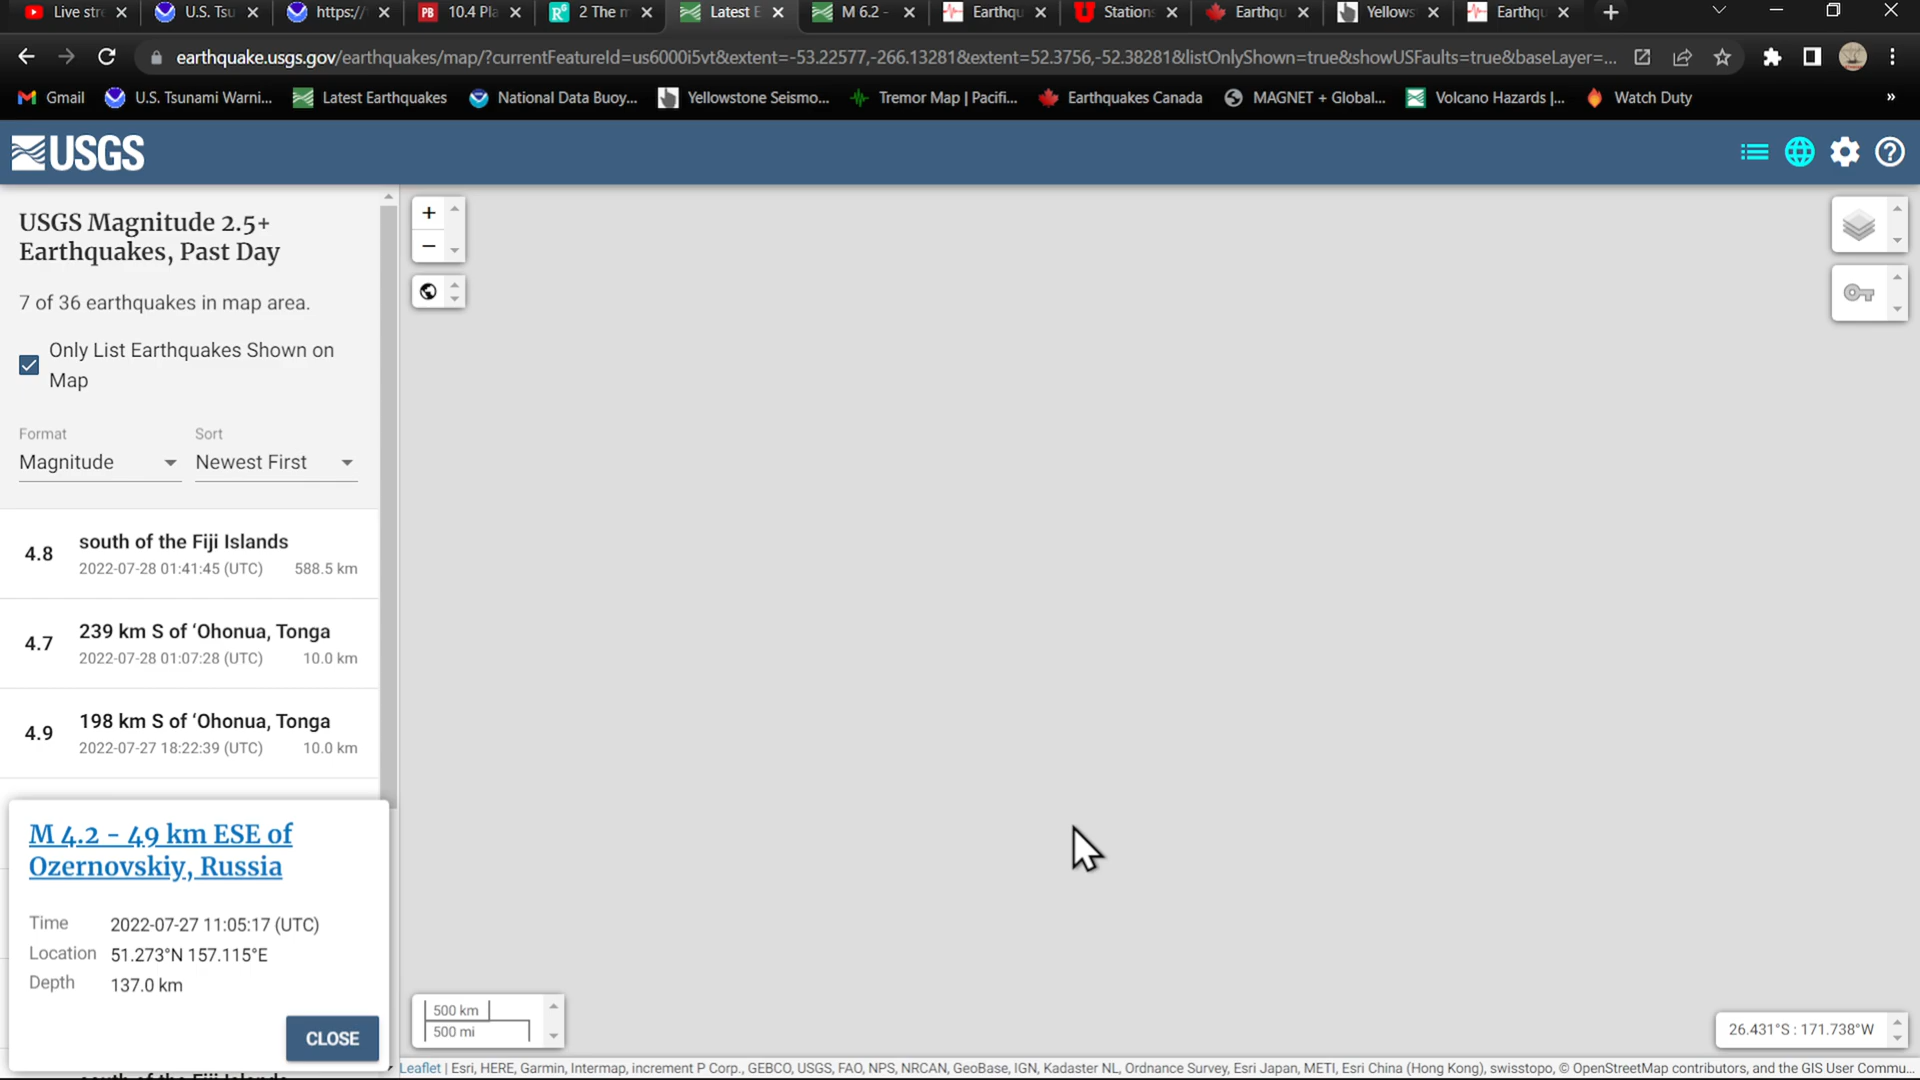 Live str
U.S. Tsu
https:/
10.4 Pla
2 The m
Latest E
M 6.2 -
Earthqu
Station
Earthqu
Yellows
Earthqu
earthquake.usgs.gov/earthquakes/map/?currentFeatureId=us6000i5vt&extent=-53.22577,-266.13281&extent=52.3756,-52.38281&listOnlyShown=true&showUSFaults=true&baseLayer=...
Gmail
U.S. Tsunami Warni...
Latest Earthquakes
National Data Buoy...
Yellowstone Seismo...
Tremor Map | Pacifi...
Earthquakes Canada
MAGNET + Global...
Volcano Hazards |...
Watch Duty
»
USGS
USGS Magnitude 2.5+
Earthquakes, Past Day
7 of 36 earthquakes in map area.
Only List Earthquakes Shown on
Map
Format
Sort
Magnitude
Newest First
4.8
south of the Fiji Islands
2022-07-28 01:41:45 (UTC)
588.5 km
4.7
239 km S of ‘Ohonua, Tonga
2022-07-28 01:07:28 (UTC)
10.0 km
4.9
198 km S of ‘Ohonua, Tonga
2022-07-27 18:22:39 (UTC)
10.0 km
M 4.2 - 49 km ESE of
Ozernovskiy, Russia
Time
2022-07-27 11:05:17 (UTC)
Location
51.273°N 157.115°E
Depth
137.0 km
CLOSE
south of the Fiji Islands
500 km
500 mi
26.431°S : 171.738°W
Leaflet | Esri, HERE, Garmin, Intermap, increment P Corp., GEBCO, USGS, FAO, NPS, NRCAN, GeoBase, IGN, Kadaster NL, Ordnance Survey, Esri Japan, METI, Esri China (Hong Kong), swisstopo, © OpenStreetMap contributors, and the GIS User Commu...